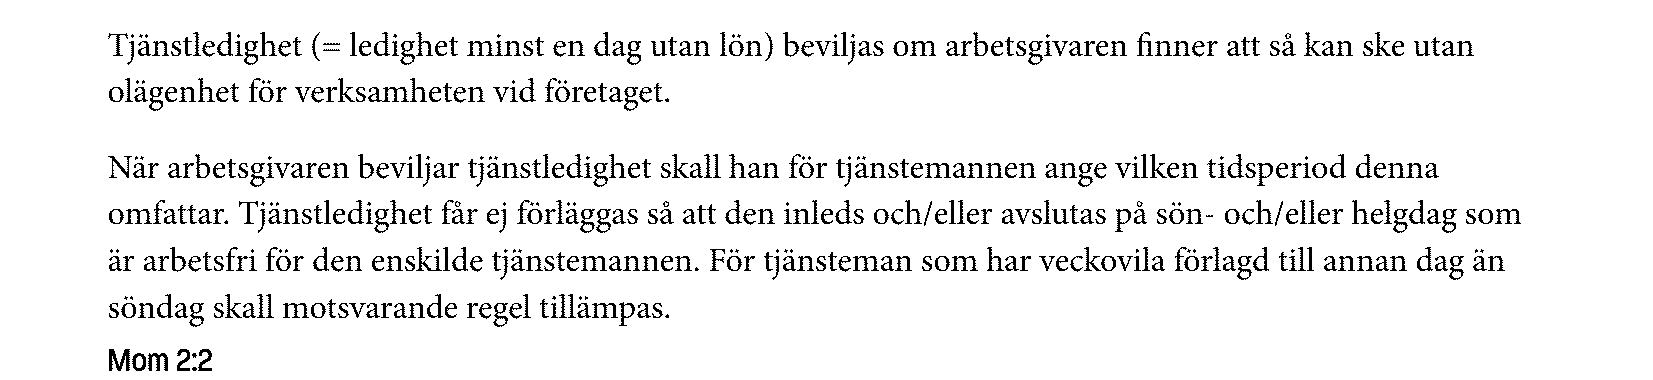 Tjänstledighet (= ledighet minst en dag utan lön) beviljas om arbetsgivaren finner att så kan ske utan
olägenhet för verksamheten vid företaget.
När arbetsgivaren beviljar tjänstledighet skall han för tjänstemannen ange vilken tidsperiod denna
omfattar. Tjänstledighet får ej förläggas så att den inleds och/eller avslutas på sön- och/eller helgdag som
är arbetsfri för den enskilde tjänstemannen. För tjänsteman som har veckovila förlagd till annan dag än
söndag skall motsvarande regel tillämpas.
Mom 2:2